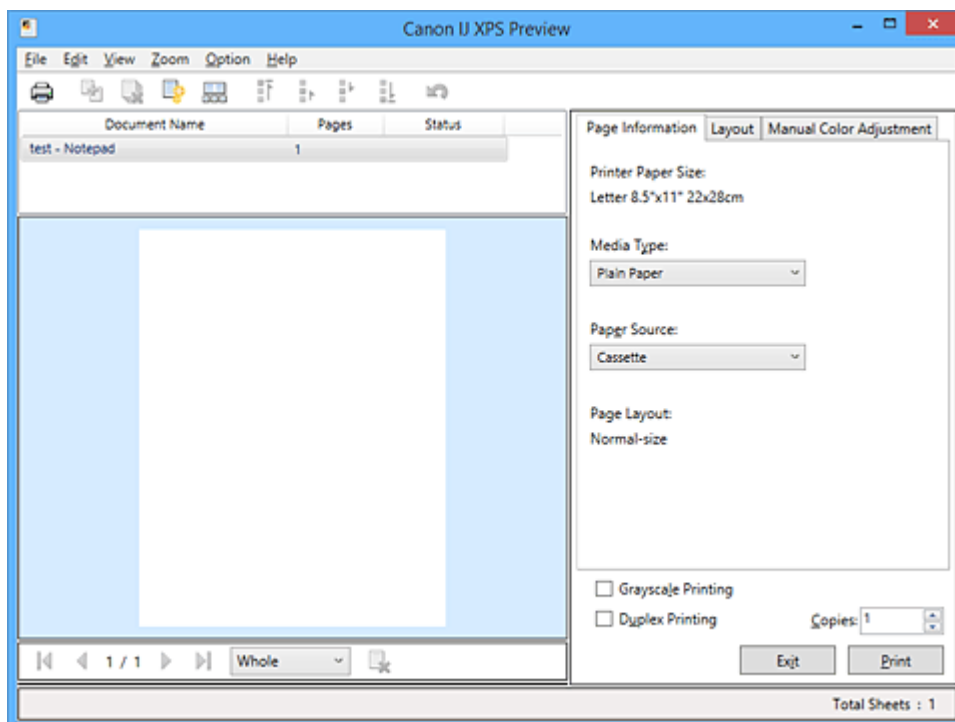 Canon IJ XPS Preview
File Edit View Zoom Option Help
Document Name Pages Status
test - Notepad 1
Page Information Layout Manual Color Adjustment
Printer Paper Size:
Letter 8.5"x11" 22x28cm
Media Type:
Plain Paper
Paper Source:
Cassette
Page Layout:
Normal-size
Grayscale Printing
Duplex Printing
Copies: 1
1 / 1 Whole
Exit Print
Total Sheets : 1